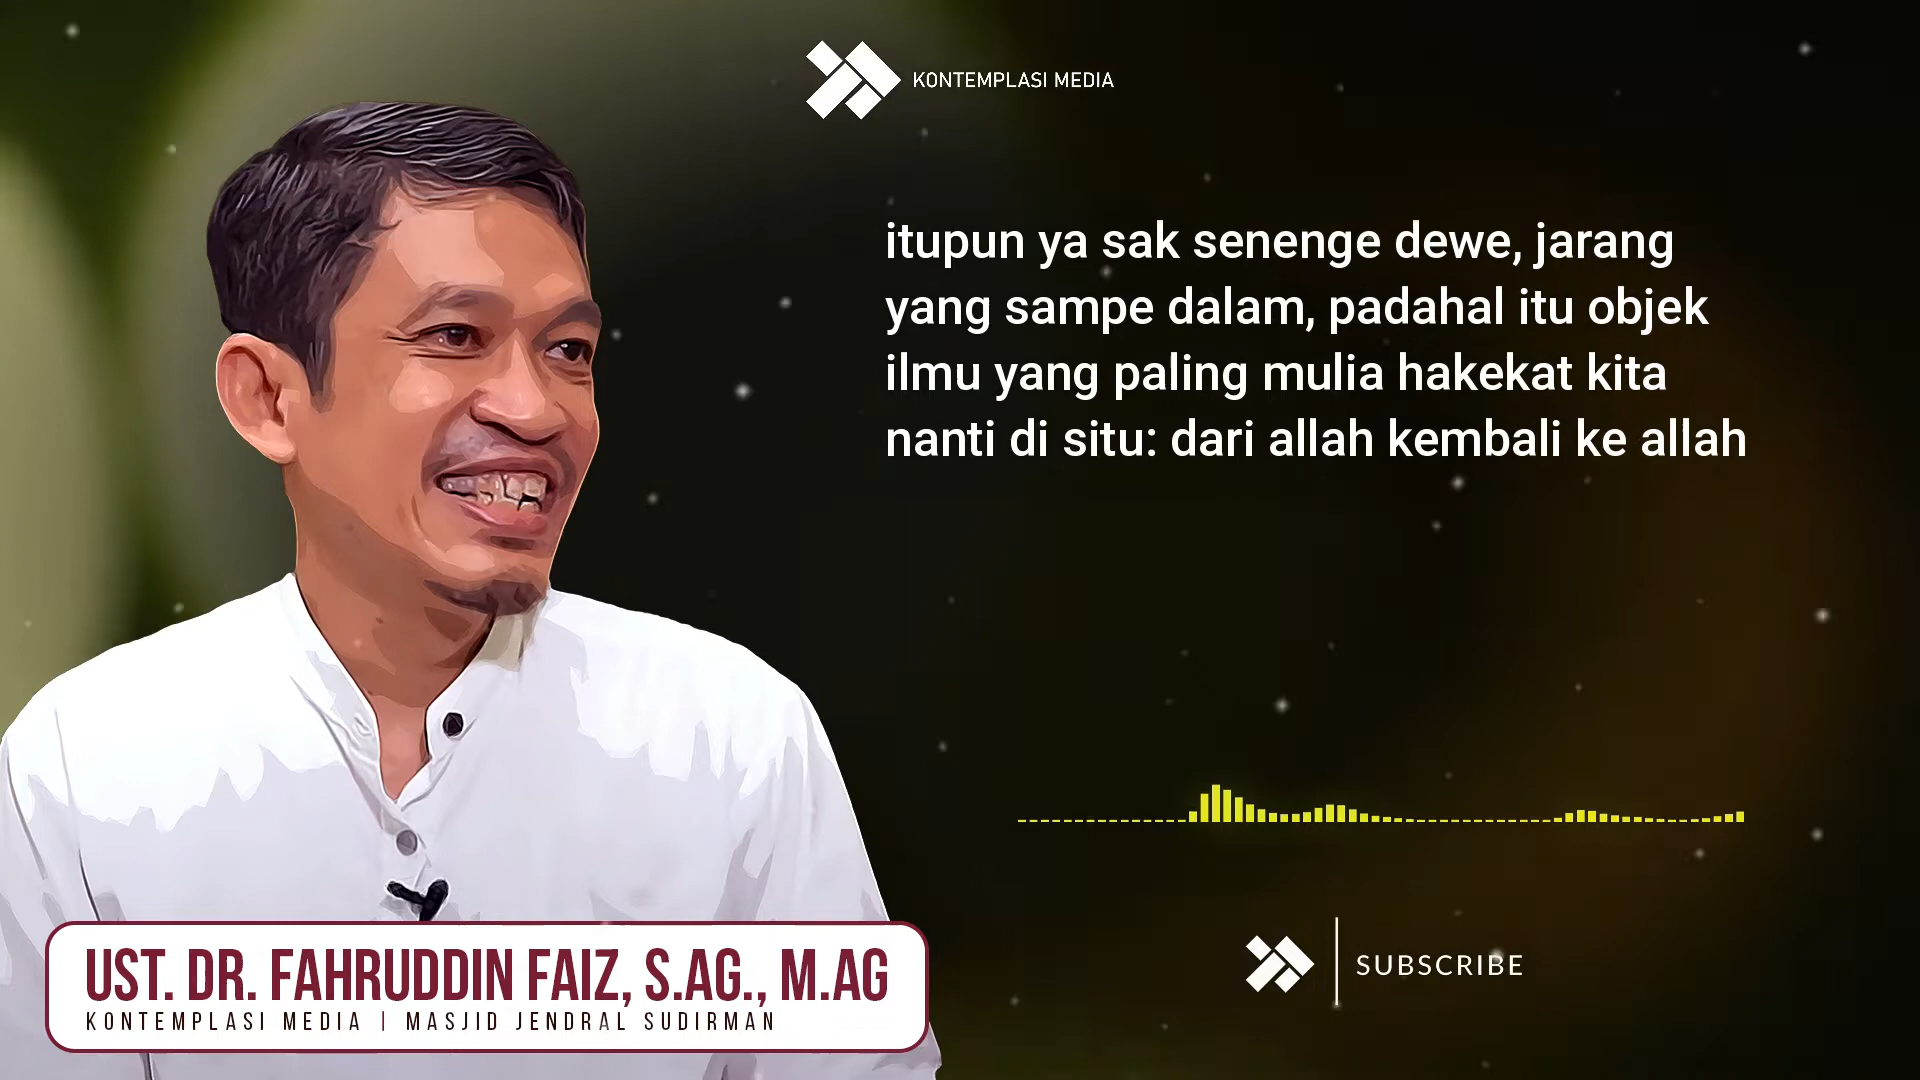 KONTEMPLASI MEDIA
itupun ya sak senenge dewe, jarang
yang sampe dalam, padahal itu objek
ilmu yang paling mulia hakekat kita
nanti di situ: dari allah kembali ke allah
SUBSCRIBE
UST. DR. FAHRUDDIN FAIZ, S.AG., M.AG
KONTEMPLASI MEDIA | MASJID JENDRAL SUDIRMAN